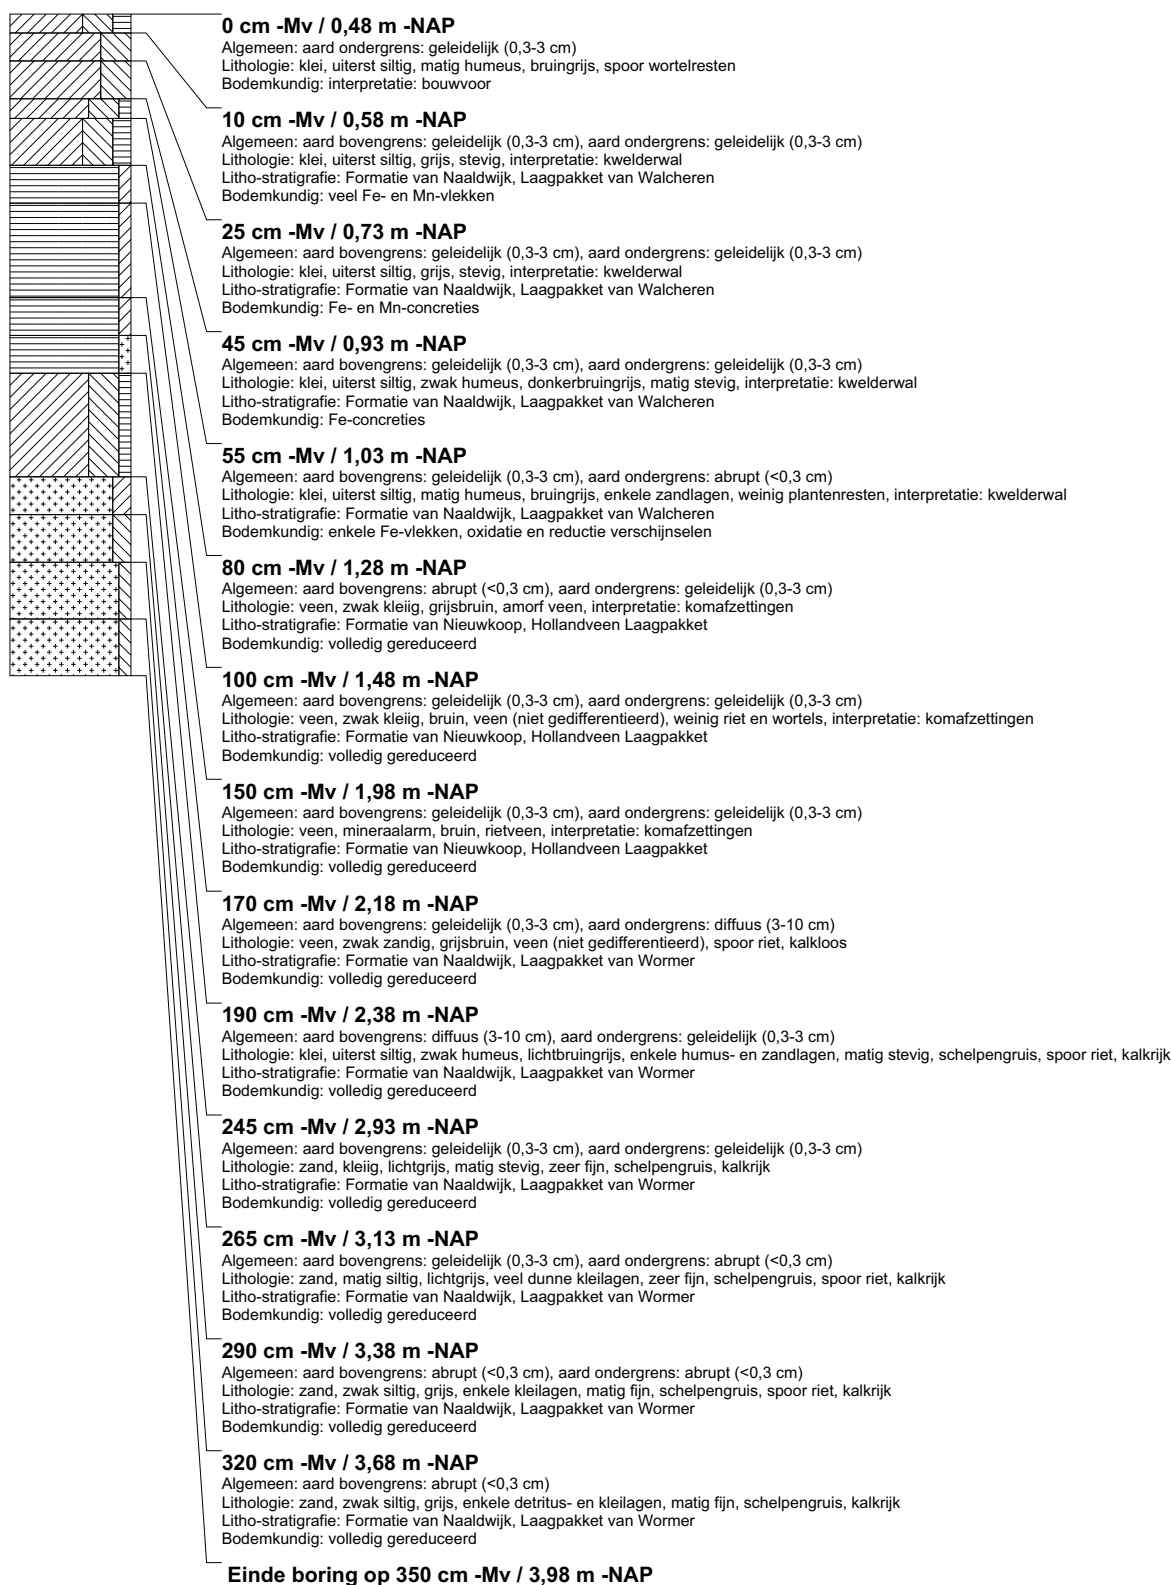 0 cm -Mv / 0,48 m -NAP
Algemeen: aard ondergrens: geleidelijk (0,3-3 cm)
Lithologie: klei, uiterst siltig, matig humeus, bruingrijs, spoor wortelresten
Bodemkundig: interpretatie: bouwvoor
10 cm -Mv / 0,58 m -NAP
Algemeen: aard bovengrens: geleidelijk (0,3-3 cm), aard ondergrens: geleidelijk (0,3-3 cm)
Lithologie: klei, uiterst siltig, grijs, stevig, interpretatie: kwelderwal
Litho-stratigrafie: Formatie van Naaldwijk, Laagpakket van Walcheren
Bodemkundig: veel Fe- en Mn-vlekken
25 cm -Mv / 0,73 m -NAP
Algemeen: aard bovengrens: geleidelijk (0,3-3 cm), aard ondergrens: geleidelijk (0,3-3 cm)
Lithologie: klei, uiterst siltig, grijs, stevig, interpretatie: kwelderwal
Litho-stratigrafie: Formatie van Naaldwijk, Laagpakket van Walcheren
Bodemkundig: Fe- en Mn-concreties
45 cm -Mv / 0,93 m -NAP
Algemeen: aard bovengrens: geleidelijk (0,3-3 cm), aard ondergrens: geleidelijk (0,3-3 cm)
Lithologie: klei, uiterst siltig, zwak humeus, donkerbruingrijs, matig stevig, interpretatie: kwelderwal
Litho-stratigrafie: Formatie van Naaldwijk, Laagpakket van Walcheren
Bodemkundig: Fe-concreties
55 cm -Mv / 1,03 m -NAP
Algemeen: aard bovengrens: geleidelijk (0,3-3 cm), aard ondergrens: abrupt (<0,3 cm)
Lithologie: klei, uiterst siltig, matig humeus, bruingrijs, enkele zandlagen, weinig plantenresten, interpretatie: kwelderwal
Litho-stratigrafie: Formatie van Naaldwijk, Laagpakket van Walcheren
Bodemkundig: enkele Fe-vlekken, oxidatie en reductie verschijnselen
80 cm -Mv / 1,28 m -NAP
Algemeen: aard bovengrens: abrupt (<0,3 cm), aard ondergrens: geleidelijk (0,3-3 cm)
Lithologie: veen, zwak kleiig, grijsbruin, amorf veen, interpretatie: komafzettingen
Litho-stratigrafie: Formatie van Nieuwkoop, Hollandveen Laagpakket
Bodemkundig: volledig gereduceerd
100 cm -Mv / 1,48 m -NAP
Algemeen: aard bovengrens: geleidelijk (0,3-3 cm), aard ondergrens: geleidelijk (0,3-3 cm)
Lithologie: veen, zwak kleiig, bruin, veen (niet gedifferentieerd), weinig riet en wortels, interpretatie: komafzettingen
Litho-stratigrafie: Formatie van Nieuwkoop, Hollandveen Laagpakket
Bodemkundig: volledig gereduceerd
150 cm -Mv / 1,98 m -NAP
Algemeen: aard bovengrens: geleidelijk (0,3-3 cm), aard ondergrens: geleidelijk (0,3-3 cm)
Lithologie: veen, mineraalarm, bruin, rietveen, interpretatie: komafzettingen
Litho-stratigrafie: Formatie van Nieuwkoop, Hollandveen Laagpakket
Bodemkundig: volledig gereduceerd
170 cm -Mv / 2,18 m -NAP
Algemeen: aard bovengrens: geleidelijk (0,3-3 cm), aard ondergrens: diffuus (3-10 cm)
Lithologie: veen, zwak zandig, grijsbruin, veen (niet gedifferentieerd), spoor riet, kalkloos
Litho-stratigrafie: Formatie van Naaldwijk, Laagpakket van Wormer
Bodemkundig: volledig gereduceerd
190 cm -Mv / 2,38 m -NAP
Algemeen: aard bovengrens: diffuus (3-10 cm), aard ondergrens: geleidelijk (0,3-3 cm)
Lithologie: klei, uiterst siltig, zwak humeus, lichtbruingrijs, enkele humus- en zandlagen, matig stevig, schelpengruis, spoor riet, kalkrijk
Litho-stratigrafie: Formatie van Naaldwijk, Laagpakket van Wormer
Bodemkundig: volledig gereduceerd
245 cm -Mv / 2,93 m -NAP
Algemeen: aard bovengrens: geleidelijk (0,3-3 cm), aard ondergrens: geleidelijk (0,3-3 cm)
Lithologie: zand, kleiig, lichtgrijs, matig stevig, zeer fijn, schelpengruis, kalkrijk
Litho-stratigrafie: Formatie van Naaldwijk, Laagpakket van Wormer
Bodemkundig: volledig gereduceerd
265 cm -Mv / 3,13 m -NAP
Algemeen: aard bovengrens: geleidelijk (0,3-3 cm), aard ondergrens: abrupt (<0,3 cm)
Lithologie: zand, matig siltig, lichtgrijs, veel dunne kleilagen, zeer fijn, schelpengruis, spoor riet, kalkrijk
Litho-stratigrafie: Formatie van Naaldwijk, Laagpakket van Wormer
Bodemkundig: volledig gereduceerd
290 cm -Mv / 3,38 m -NAP
Algemeen: aard bovengrens: abrupt (<0,3 cm), aard ondergrens: abrupt (<0,3 cm)
Lithologie: zand, zwak siltig, grijs, enkele kleilagen, matig fijn, schelpengruis, spoor riet, kalkrijk
Litho-stratigrafie: Formatie van Naaldwijk, Laagpakket van Wormer
Bodemkundig: volledig gereduceerd
320 cm -Mv / 3,68 m -NAP
Algemeen: aard bovengrens: abrupt (<0,3 cm)
Lithologie: zand, zwak siltig, grijs, enkele detritus- en kleilagen, matig fijn, schelpengruis, kalkrijk
Litho-stratigrafie: Formatie van Naaldwijk, Laagpakket van Wormer
Bodemkundig: volledig gereduceerd
Einde boring op 350 cm -Mv / 3,98 m -NAP